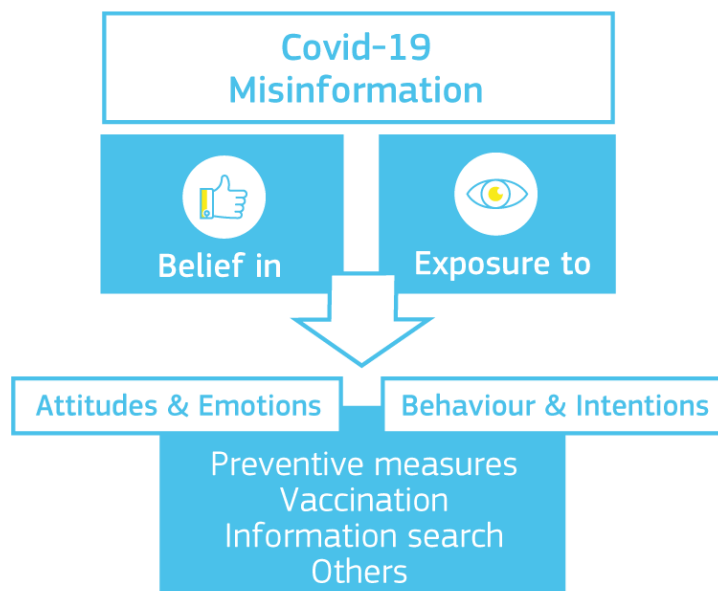 Covid-19
Misinformation
Belief in
Exposure to
Attitudes & Emotions
Behaviour & Intentions
Preventive measures
Vaccination
Information search
Others